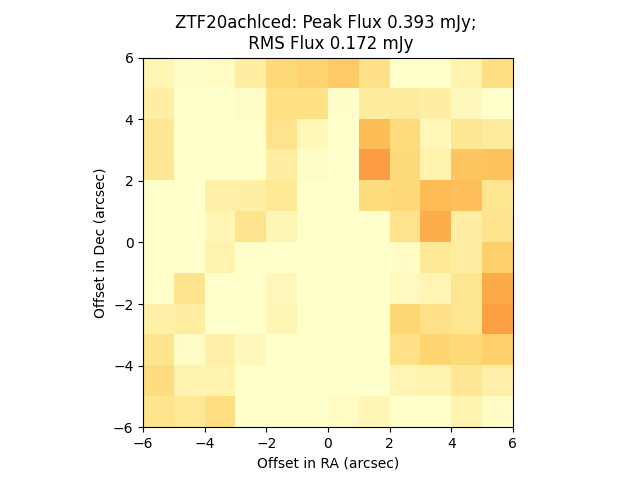 ZTF20achlced: Peak Flux 0.393 mJy;
RMS Flux 0.172 mJy
6
4
2
0
−2
−4
−6
Offset in Dec (arcsec)
−6 −4 −2 0 2 4 6
Offset in RA (arcsec)